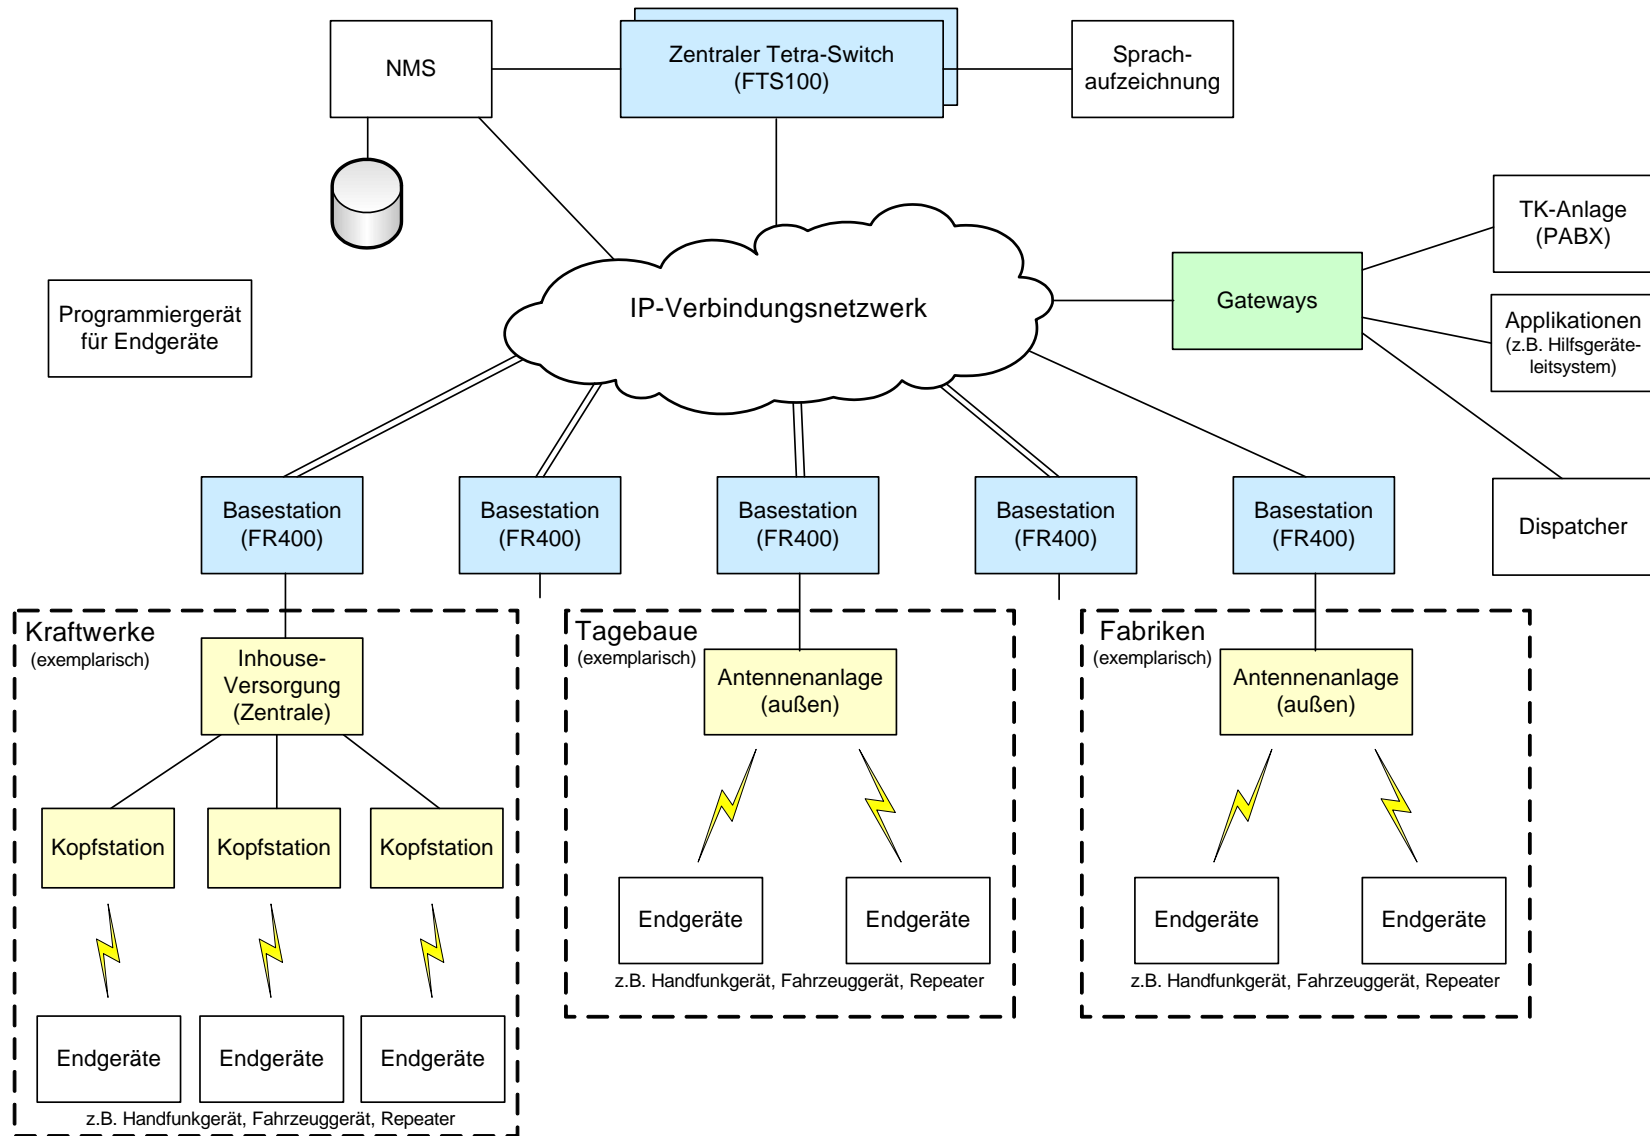 NMS
Zentraler Tetra-Switch
(FTS100)
Sprach-
aufzeichnung
TK-Anlage
(PABX)
Programmiergerät
für Endgeräte
IP-Verbindungsnetzwerk
Gateways
Applikationen
(z.B. Hilfsgeräte-
leitsystem)
Basestation
(FR400)
Basestation
(FR400)
Basestation
(FR400)
Basestation
(FR400)
Basestation
(FR400)
Dispatcher
Kraftwerke
(exemplarisch)
Inhouse-
Versorgung
(Zentrale)
Kopfstation
Kopfstation
Kopfstation
Endgeräte
Endgeräte
Endgeräte
z.B. Handfunkgerät, Fahrzeuggerät, Repeater
Tagebaue
(exemplarisch)
Antennenanlage
(außen)
Endgeräte
Endgeräte
z.B. Handfunkgerät, Fahrzeuggerät, Repeater
Fabriken
(exemplarisch)
Antennenanlage
(außen)
Endgeräte
Endgeräte
z.B. Handfunkgerät, Fahrzeuggerät, Repeater